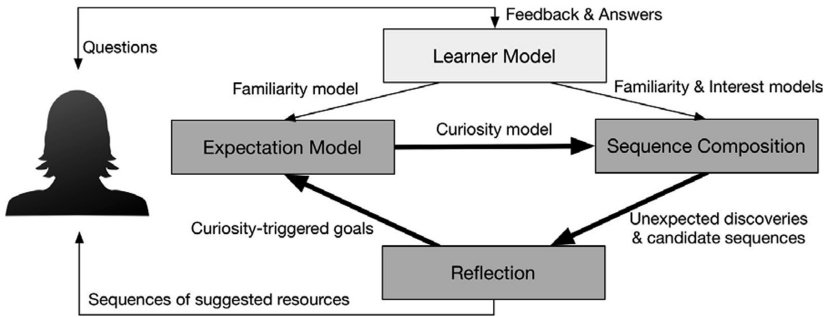 Feedback & Answers
Questions
Learner Model
Familiarity model
Familiarity & Interest models
Expectation Model
Curiosity model
Sequence Composition
Curiosity-triggered goals
Unexpected discoveries
& candidate sequences
Reflection
Sequences of suggested resources